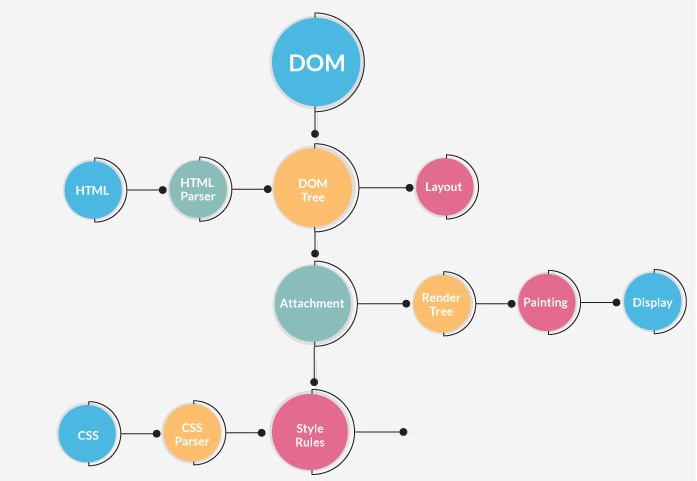 DOM
HTML
HTML
Parser
DOM
Tree
Layout
Attachment
Render
Tree
Painting
Display
CSS
CSS
Parser
Style
Rules